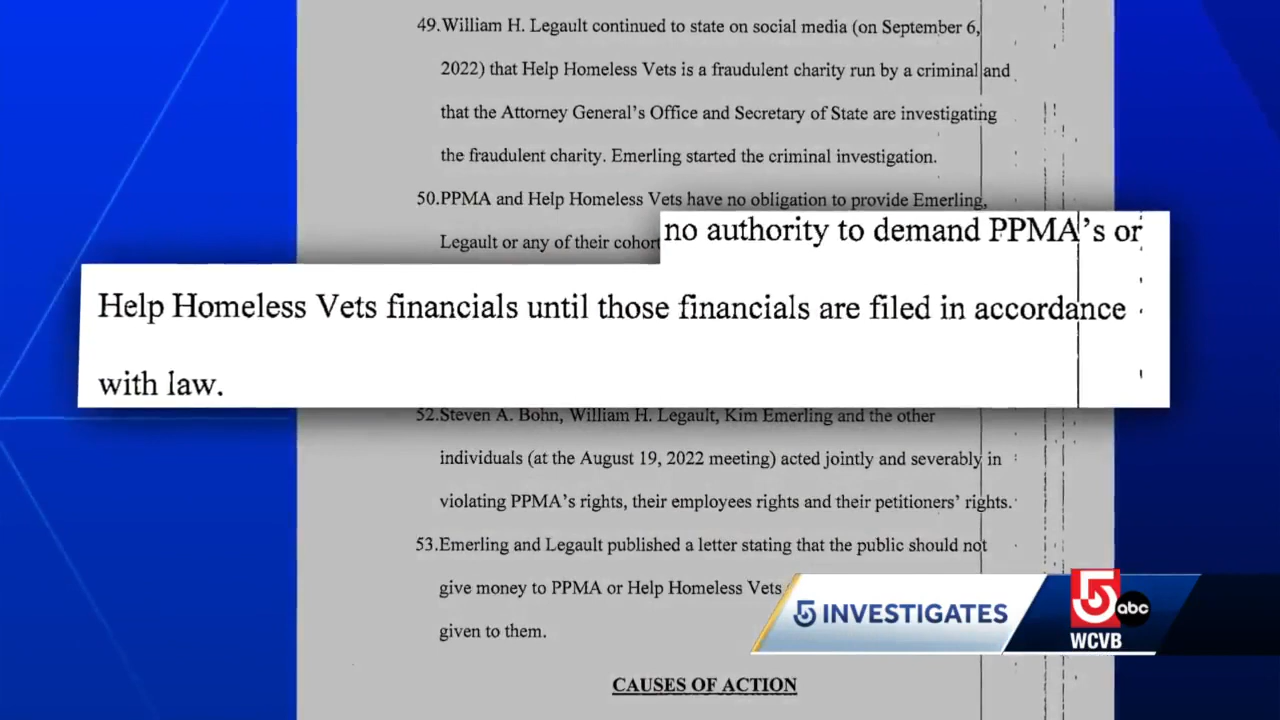 49.William H. Legault continued to state on social media (on September 6,
2022) that Help Homeless Vets is a fraudulent charity run by a criminal and
that the Attorney General's Office and Secretary of State are investigating
the fraudulent charity. Emerling started the criminal investigation.
50.PPMA and Help Homeless Vets have no obligation to provide Emerling,
Legault or any of their cohort
no authority to demand PPMA's or
Help Homeless Vets financials until those financials are filed in accordance
with law.
52.Steven A. Bohn, William H. Legault, Kim Emerling and the other
individuals (at the August 19, 2022 meeting) acted jointly and severably in
violating PPMA's rights, their employees rights and their petitioners' rights.
53.Emerling and Legault published a letter stating that the public should not
give money to PPMA or Help Homeless Vets
given to them.
CAUSES OF ACTION
5 INVESTIGATES
5 abc
WCVB